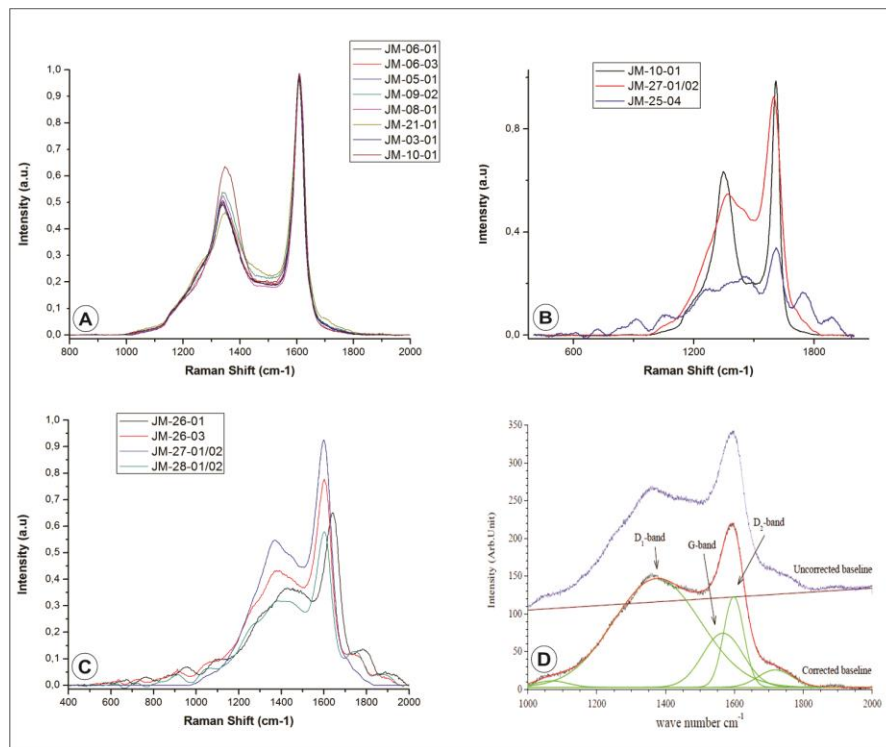 JM-06-01
JM-06-03
JM-05-01
JM-09-02
JM-08-01
JM-21-01
JM-03-01
JM-10-01
1,0
0,9
0,8
0,7
0,6
0,5
0,4
0,3
0,2
0,1
0,0
Intensity (a.u.)
A
800 1000 1200 1400 1600 1800 2000
Raman Shift (cm-1)
JM-10-01
JM-27-01/02
JM-25-04
0,8
0,4
0,0
Intensity (a.u)
B
600 1200 1800
Raman Shift (cm-1)
JM-26-01
JM-26-03
JM-27-01/02
JM-28-01/02
1,0
0,9
0,8
0,7
0,6
0,5
0,4
0,3
0,2
0,1
0,0
Intensity (a.u)
C
400 600 800 1000 1200 1400 1600 1800 2000
Raman Shift (cm-1)
350
300
250
200
150
100
50
0
Intensity (Arb.Unit)
D₁-band
G-band
D₂-band
Uncorrected baseline
Corrected baseline
D
1000 1200 1400 1600 1800 2000
wave number cm⁻¹